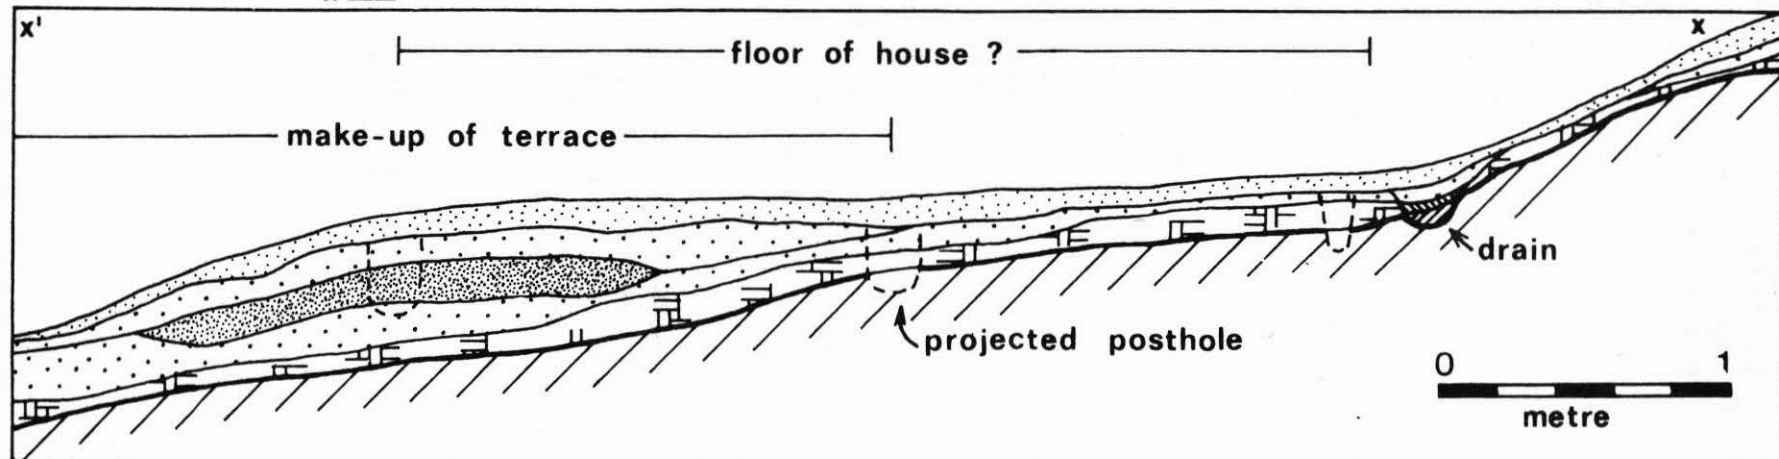 x' x
floor of house ?
make-up of terrace
drain
projected posthole
0 1
metre